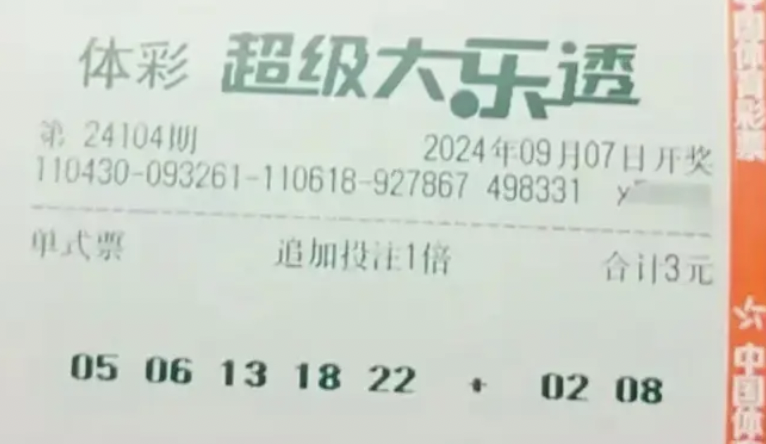 体彩 超级大乐透
第 24104期 2024年09月07日开奖
110430-093261-110618-927867 498331
单式票 追加投注1倍 合计3元
05 06 13 18 22 + 02 08
中国体育彩票
中国体